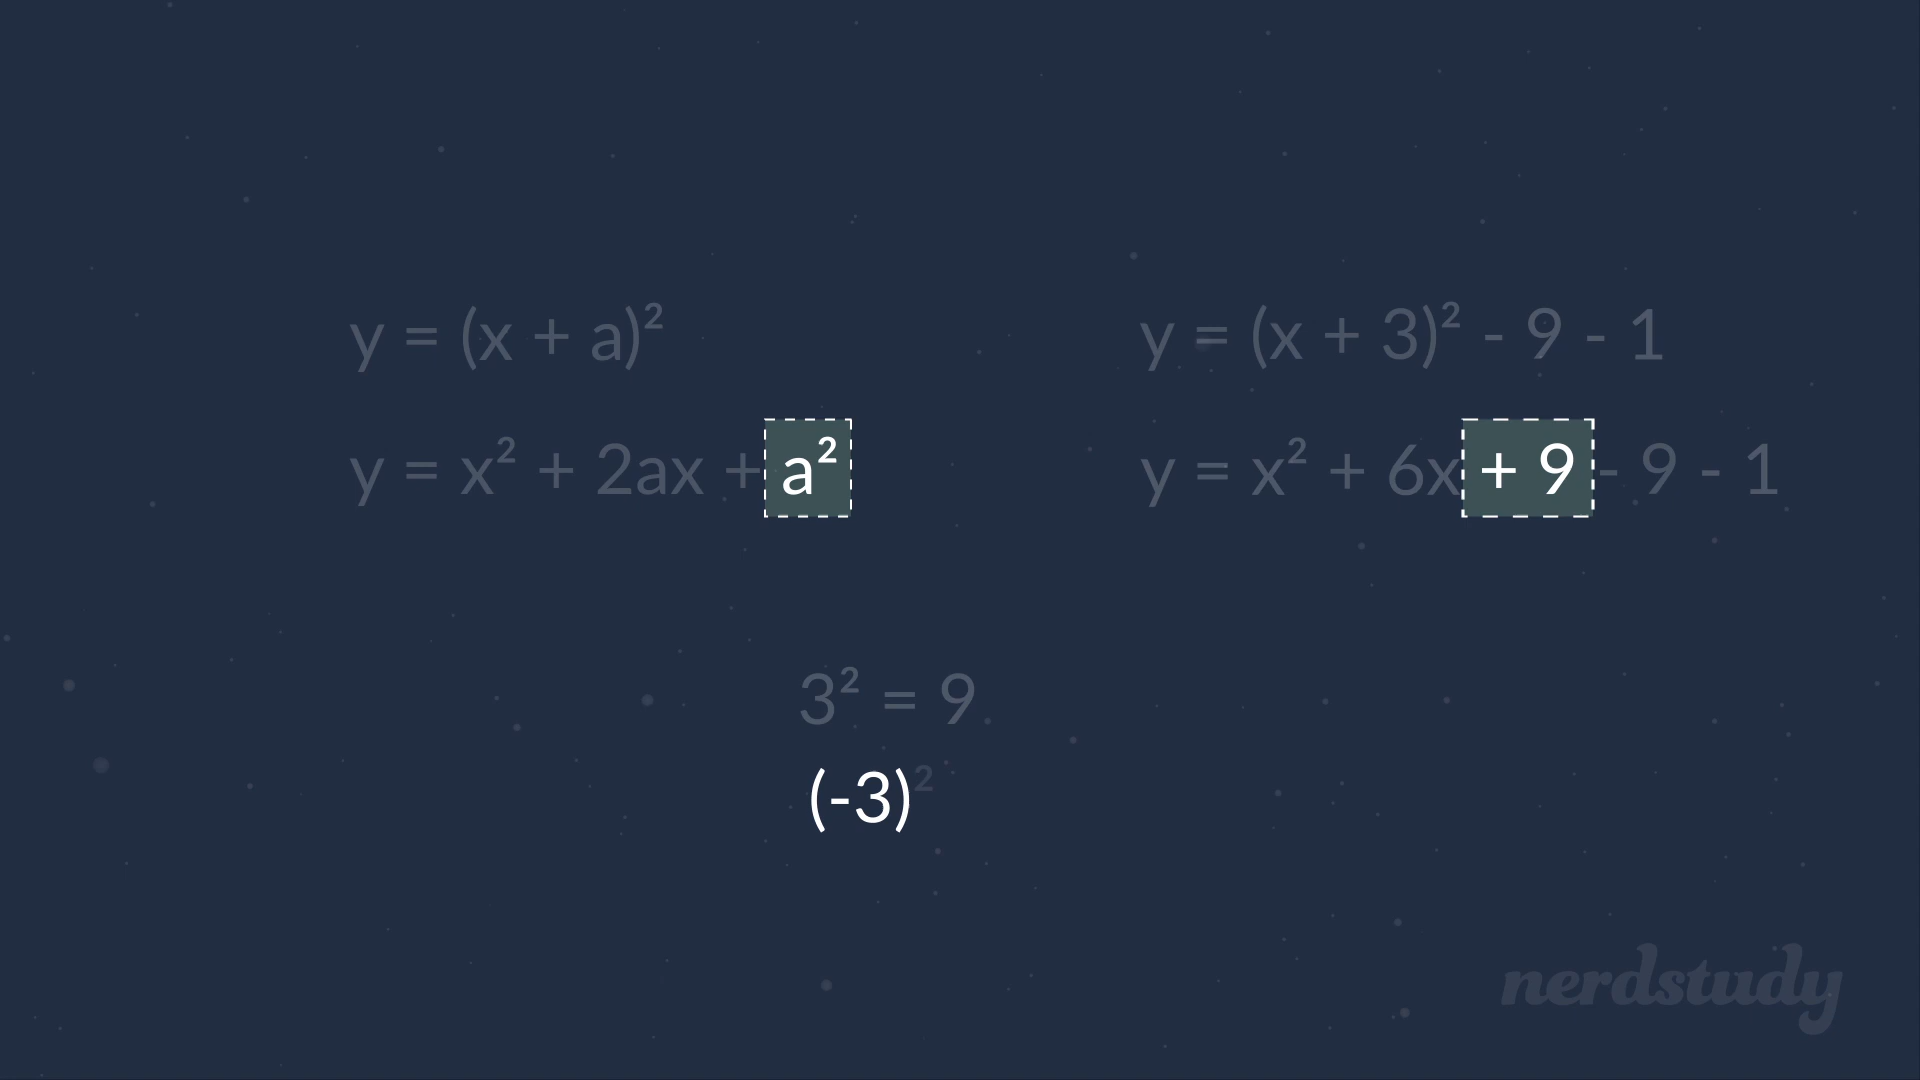 y = (x + a)²
y = x² + 2ax + a²
y = (x + 3)² - 9 - 1
y = x² + 6x + 9 - 9 - 1
3² = 9
(-3)²
nerdstudy